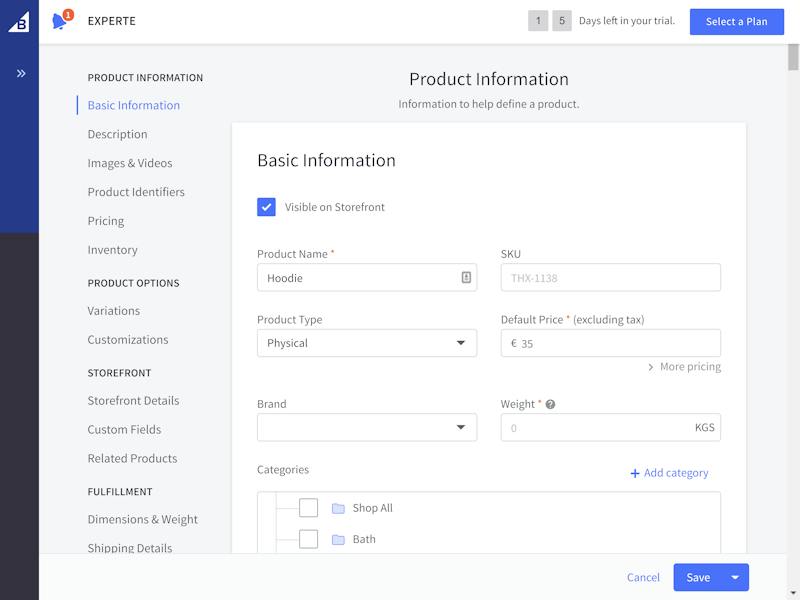 B
1
EXPERTE
1 5 Days left in your trial.
Select a Plan
PRODUCT INFORMATION
Basic Information
Description
Images & Videos
Product Identifiers
Pricing
Inventory
PRODUCT OPTIONS
Variations
Customizations
STOREFRONT
Storefront Details
Custom Fields
Related Products
FULFILLMENT
Dimensions & Weight
Shipping Details
Product Information
Information to help define a product.
Basic Information
Visible on Storefront
Product Name *
Hoodie
SKU
THX-1138
Product Type
Physical
Default Price * (excluding tax)
€ 35
More pricing
Brand
Weight * ?
0 KGS
Categories
+ Add category
Shop All
Bath
Cancel
Save